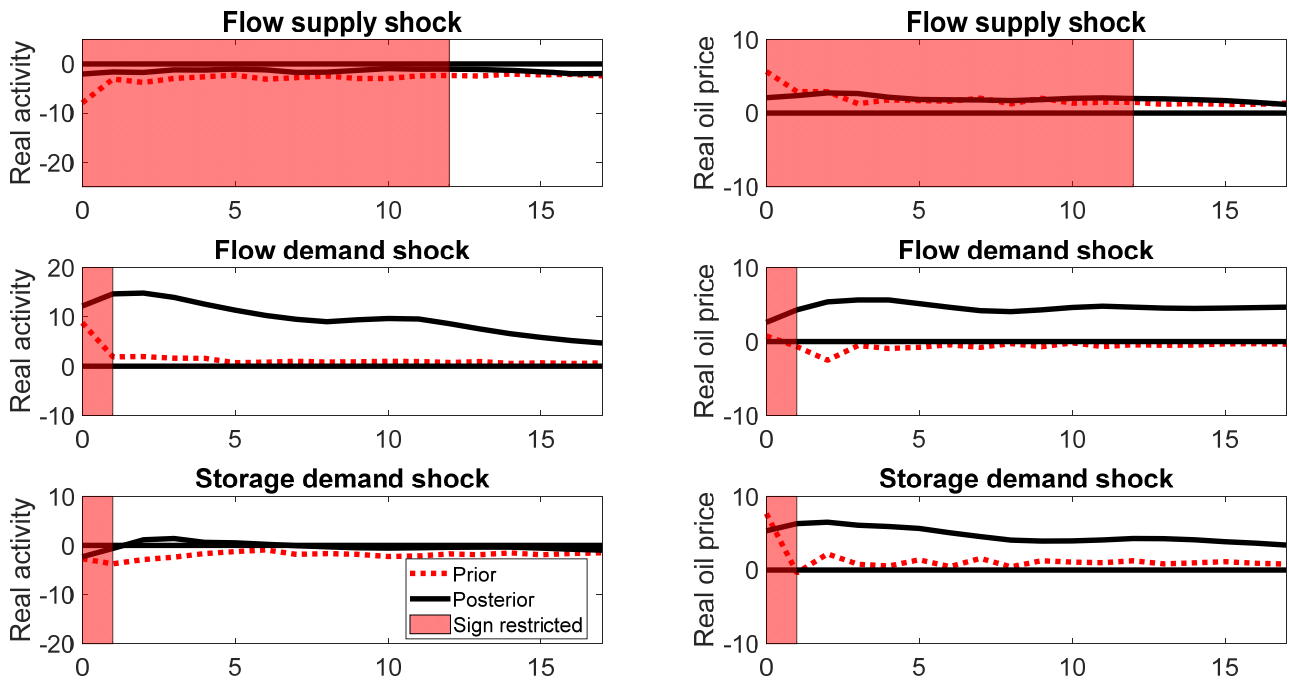 Flow supply shock
Real activity
0
-10
-20
0 5 10 15
Flow supply shock
Real oil price
10
0
-10
0 5 10 15
Flow demand shock
Real activity
20
10
0
-10
0 5 10 15
Flow demand shock
Real oil price
10
0
-10
0 5 10 15
Storage demand shock
Real activity
10
0
-10
-20
0 5 10 15
Prior
Posterior
Sign restricted
Storage demand shock
Real oil price
10
0
-10
0 5 10 15